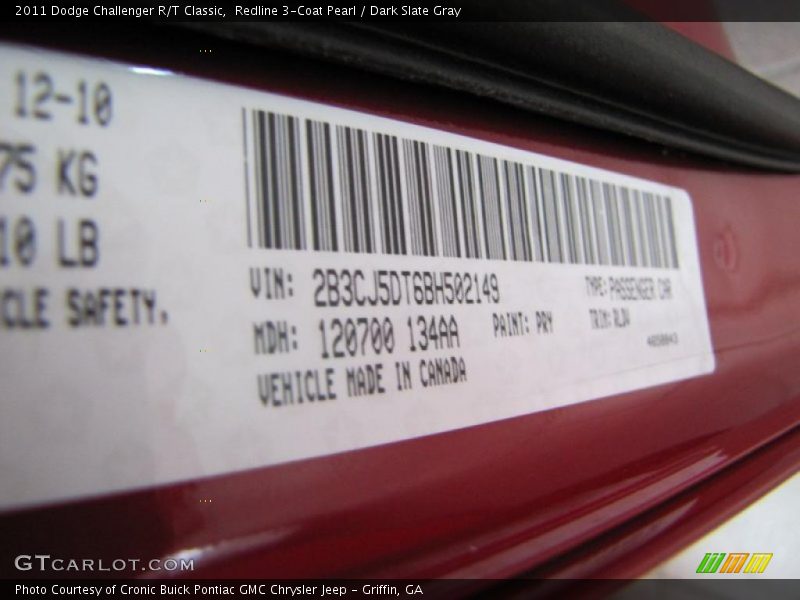 2011 Dodge Challenger R/T Classic,  Redline 3-Coat Pearl / Dark Slate Gray
12-10
75 KG
10 LB
CLE SAFETY.
VIN: 2B3CJ5DT6BH502149
TYPE: PASSENGER CAR
MDH: 120700 134AA
PAINT: PRY
TRIM:
VEHICLE MADE IN CANADA
GTCARLOT.COM
Photo Courtesy of Cronic Buick Pontiac GMC Chrysler Jeep - Griffin, GA